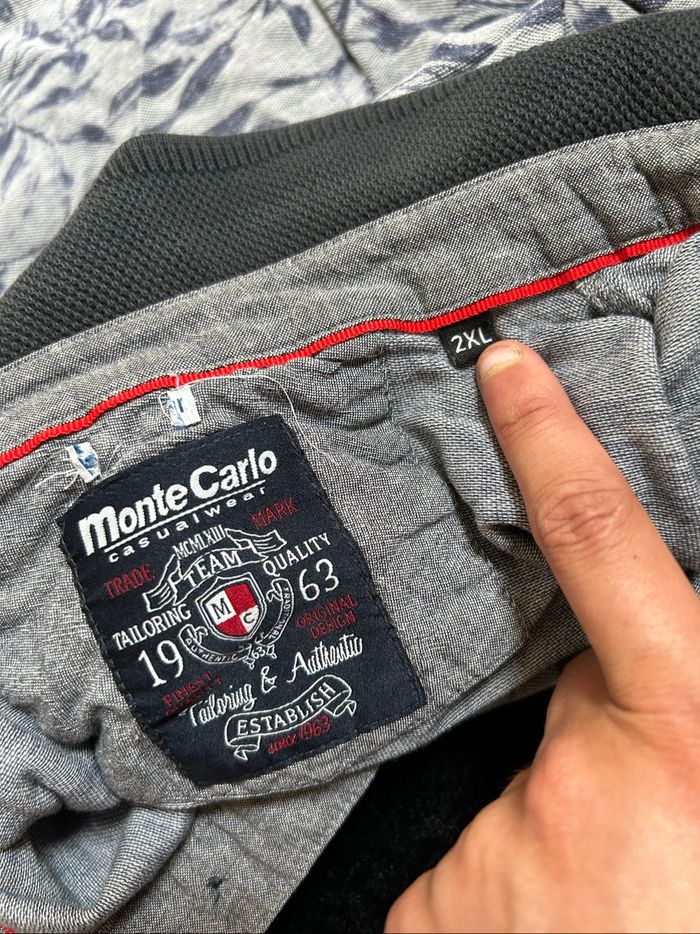 2XL
Monte Carlo
casualwear
TRADE
MARK
MCMLXIII
TEAM
QUALITY
TAILORING
M
C
19
63
ORIGINAL
DESIGN
FINEST
Tailoring & Authentic
ESTABLISH
SINCE 1963